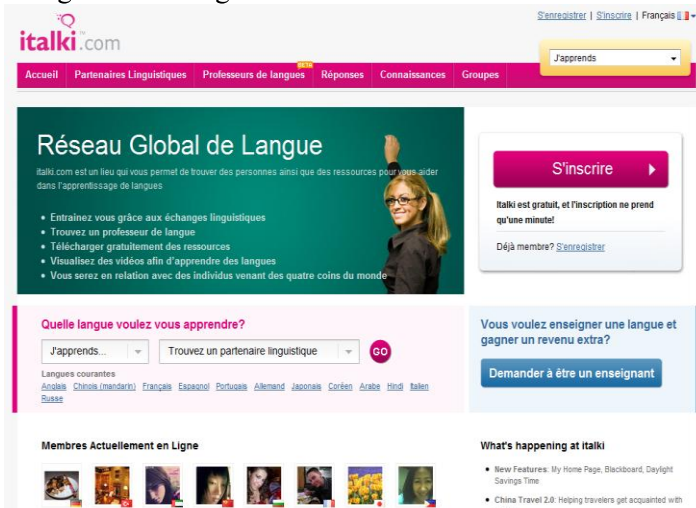 S'enregistrer | S'inscrire | Français
italki.com
J'apprends
BETA
Accueil Partenaires Linguistiques Professeurs de langues Réponses Connaissances Groupes
Réseau Global de Langue
italki.com est un lieu qui vous permet de trouver des personnes ainsi que des ressources pour vous aider
dans l'apprentissage de langues
• Entrainez vous grâce aux échanges linguistiques
• Trouvez un professeur de langue
• Télécharger gratuitement des ressources
• Visualisez des vidéos afin d'apprendre des langues
• Vous serez en relation avec des individus venant des quatre coins du monde
S'inscrire
Italki est gratuit, et l'inscription ne prend
qu'une minute!
Déjà membre? S'enregistrer
Quelle langue voulez vous apprendre?
J'apprends... Trouvez un partenaire linguistique GO
Langues courantes
Anglais Chinois (mandarin) Français Espagnol Portugais Allemand Japonais Coréen Arabe Hindi Italien
Russe
Vous voulez enseigner une langue et
gagner un revenu extra?
Demander à être un enseignant
Membres Actuellement en Ligne
What's happening at italki
• New Features: My Home Page, Blackboard, Daylight
Savings Time
• China Travel 2.0: Helping travelers get acquainted with